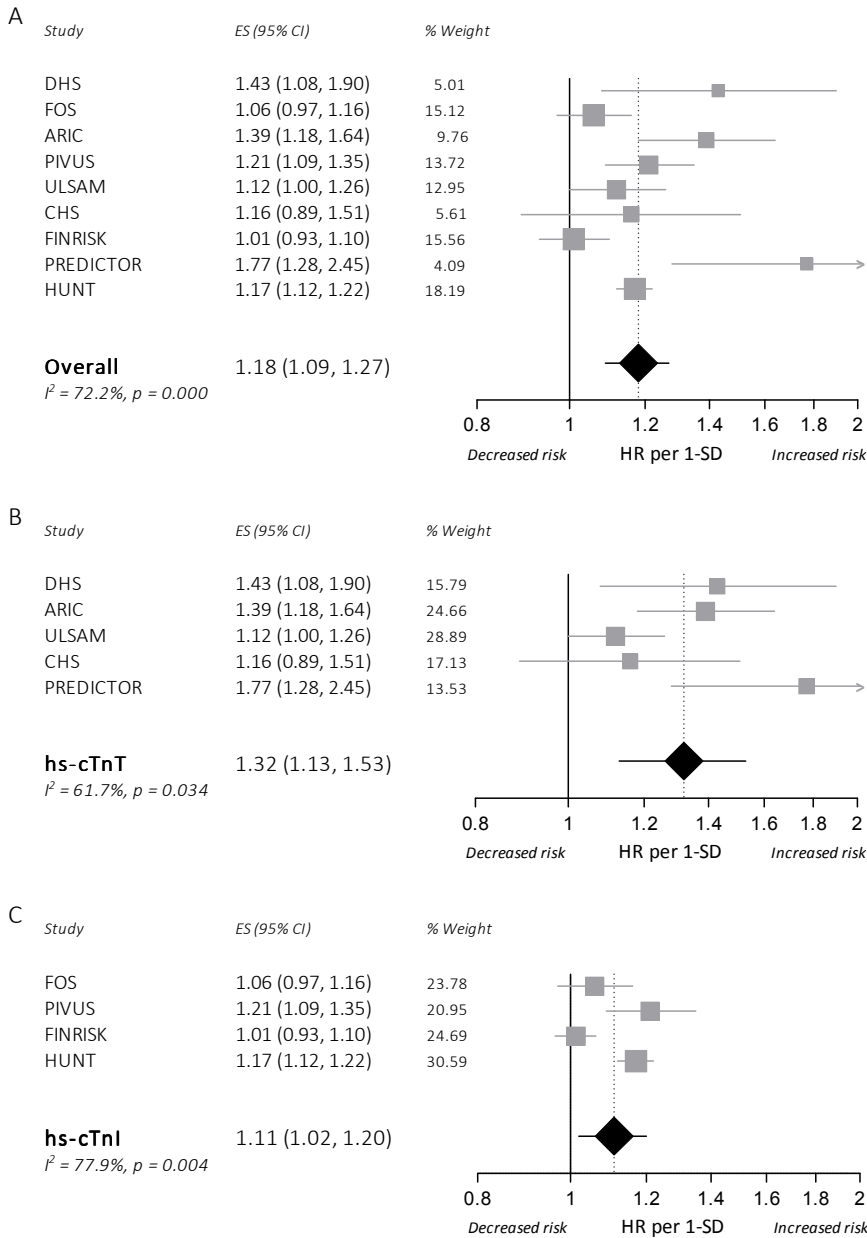 A
Study ES (95% CI) % Weight
DHS 1.43 (1.08, 1.90) 5.01
FOS 1.06 (0.97, 1.16) 15.12
ARIC 1.39 (1.18, 1.64) 9.76
PIVUS 1.21 (1.09, 1.35) 13.72
ULSAM 1.12 (1.00, 1.26) 12.95
CHS 1.16 (0.89, 1.51) 5.61
FINRISK 1.01 (0.93, 1.10) 15.56
PREDICTOR 1.77 (1.28, 2.45) 4.09
HUNT 1.17 (1.12, 1.22) 18.19
Overall 1.18 (1.09, 1.27)
I² = 72.2%, p = 0.000
0.8 1 1.2 1.4 1.6 1.8 2
Decreased risk HR per 1-SD Increased risk
B
Study ES (95% CI) % Weight
DHS 1.43 (1.08, 1.90) 15.79
ARIC 1.39 (1.18, 1.64) 24.66
ULSAM 1.12 (1.00, 1.26) 28.89
CHS 1.16 (0.89, 1.51) 17.13
PREDICTOR 1.77 (1.28, 2.45) 13.53
hs-cTnT 1.32 (1.13, 1.53)
I² = 61.7%, p = 0.034
0.8 1 1.2 1.4 1.6 1.8 2
Decreased risk HR per 1-SD Increased risk
C
Study ES (95% CI) % Weight
FOS 1.06 (0.97, 1.16) 23.78
PIVUS 1.21 (1.09, 1.35) 20.95
FINRISK 1.01 (0.93, 1.10) 24.69
HUNT 1.17 (1.12, 1.22) 30.59
hs-cTnI 1.11 (1.02, 1.20)
I² = 77.9%, p = 0.004
0.8 1 1.2 1.4 1.6 1.8 2
Decreased risk HR per 1-SD Increased risk